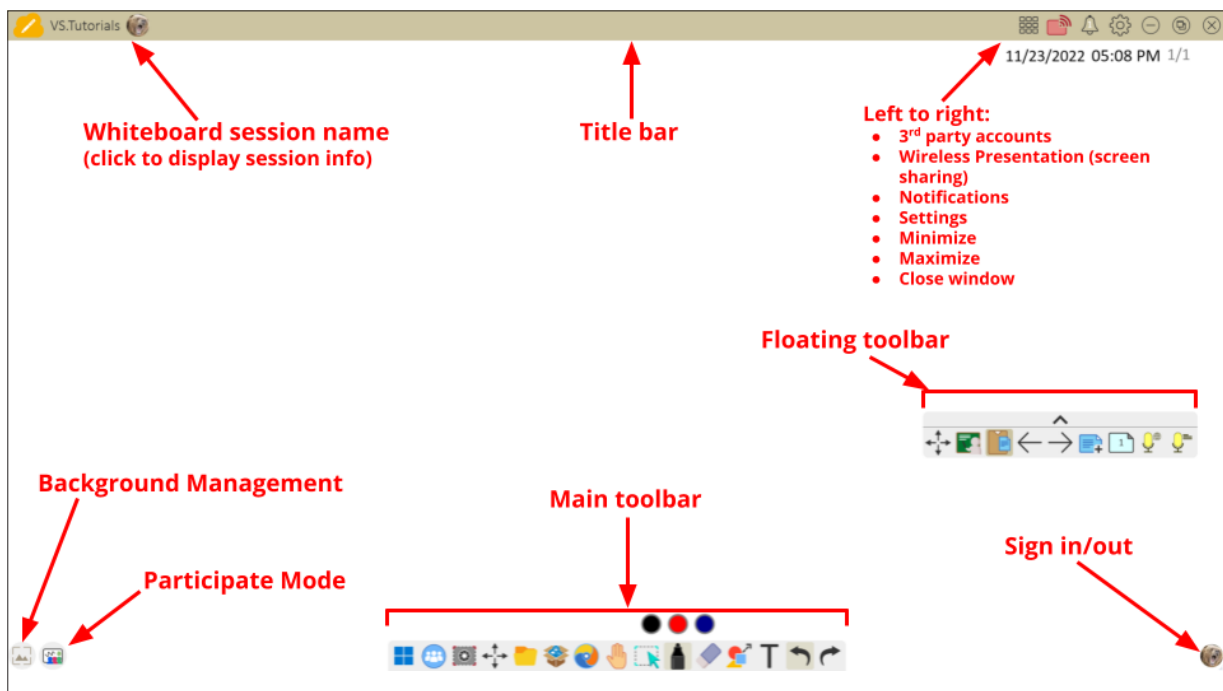 VS.Tutorials
11/23/2022 05:08 PM 1/1
Whiteboard session name
(click to display session info)
Title bar
Left to right:
● 3rd party accounts
● Wireless Presentation (screen
sharing)
● Notifications
● Settings
● Minimize
● Maximize
● Close window
Floating toolbar
1
Background Management
Main toolbar
Sign in/out
Participate Mode
T